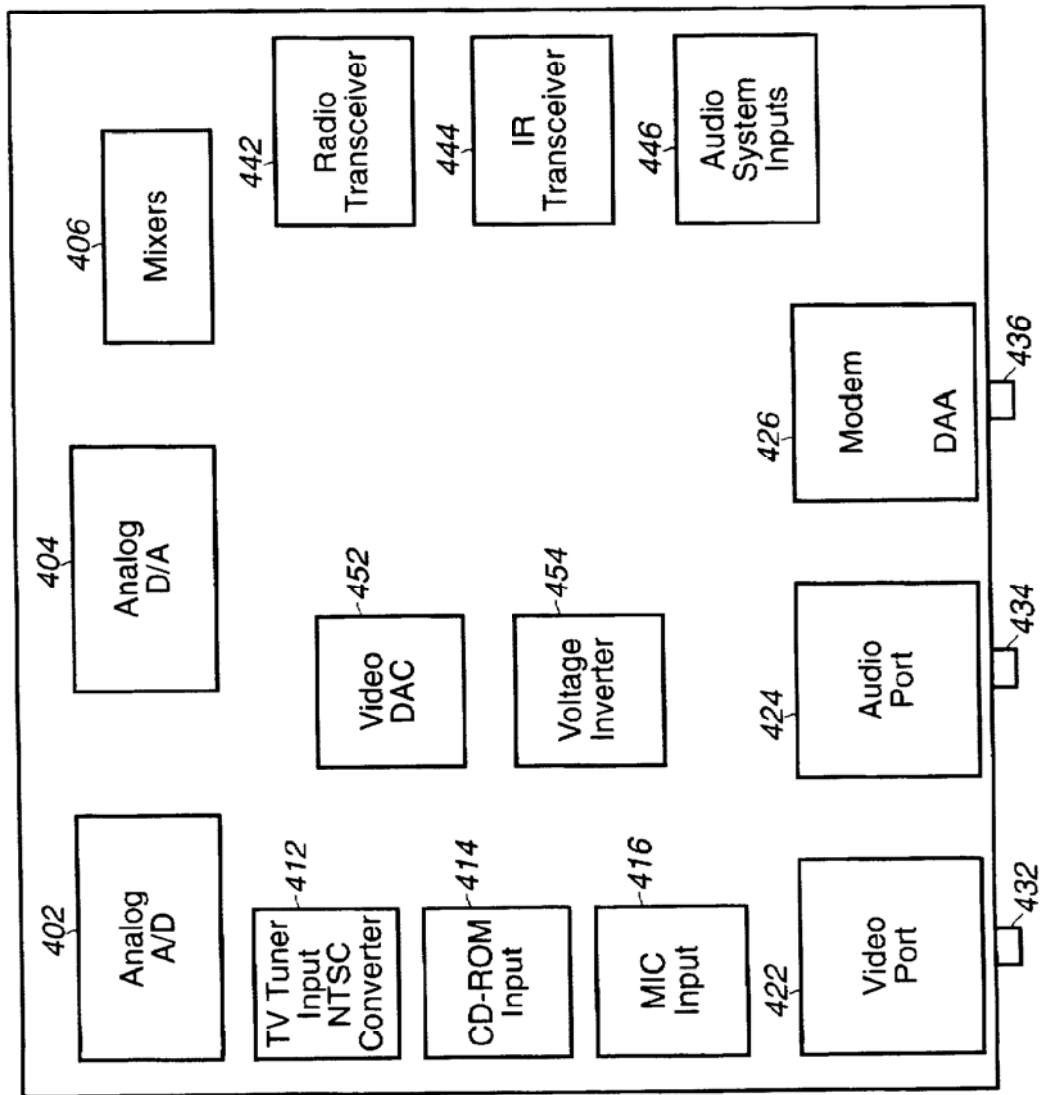 402
Analog
A/D
404
Analog
D/A
406
Mixers
412
TV Tuner
Input
NTSC
Converter
452
Video
DAC
442
Radio
Transceiver
414
CD-ROM
Input
454
Voltage
Inverter
444
IR
Transceiver
416
MIC
Input
446
Audio
System
Inputs
422
Video
Port
424
Audio
Port
426
Modem
DAA
432
434
436